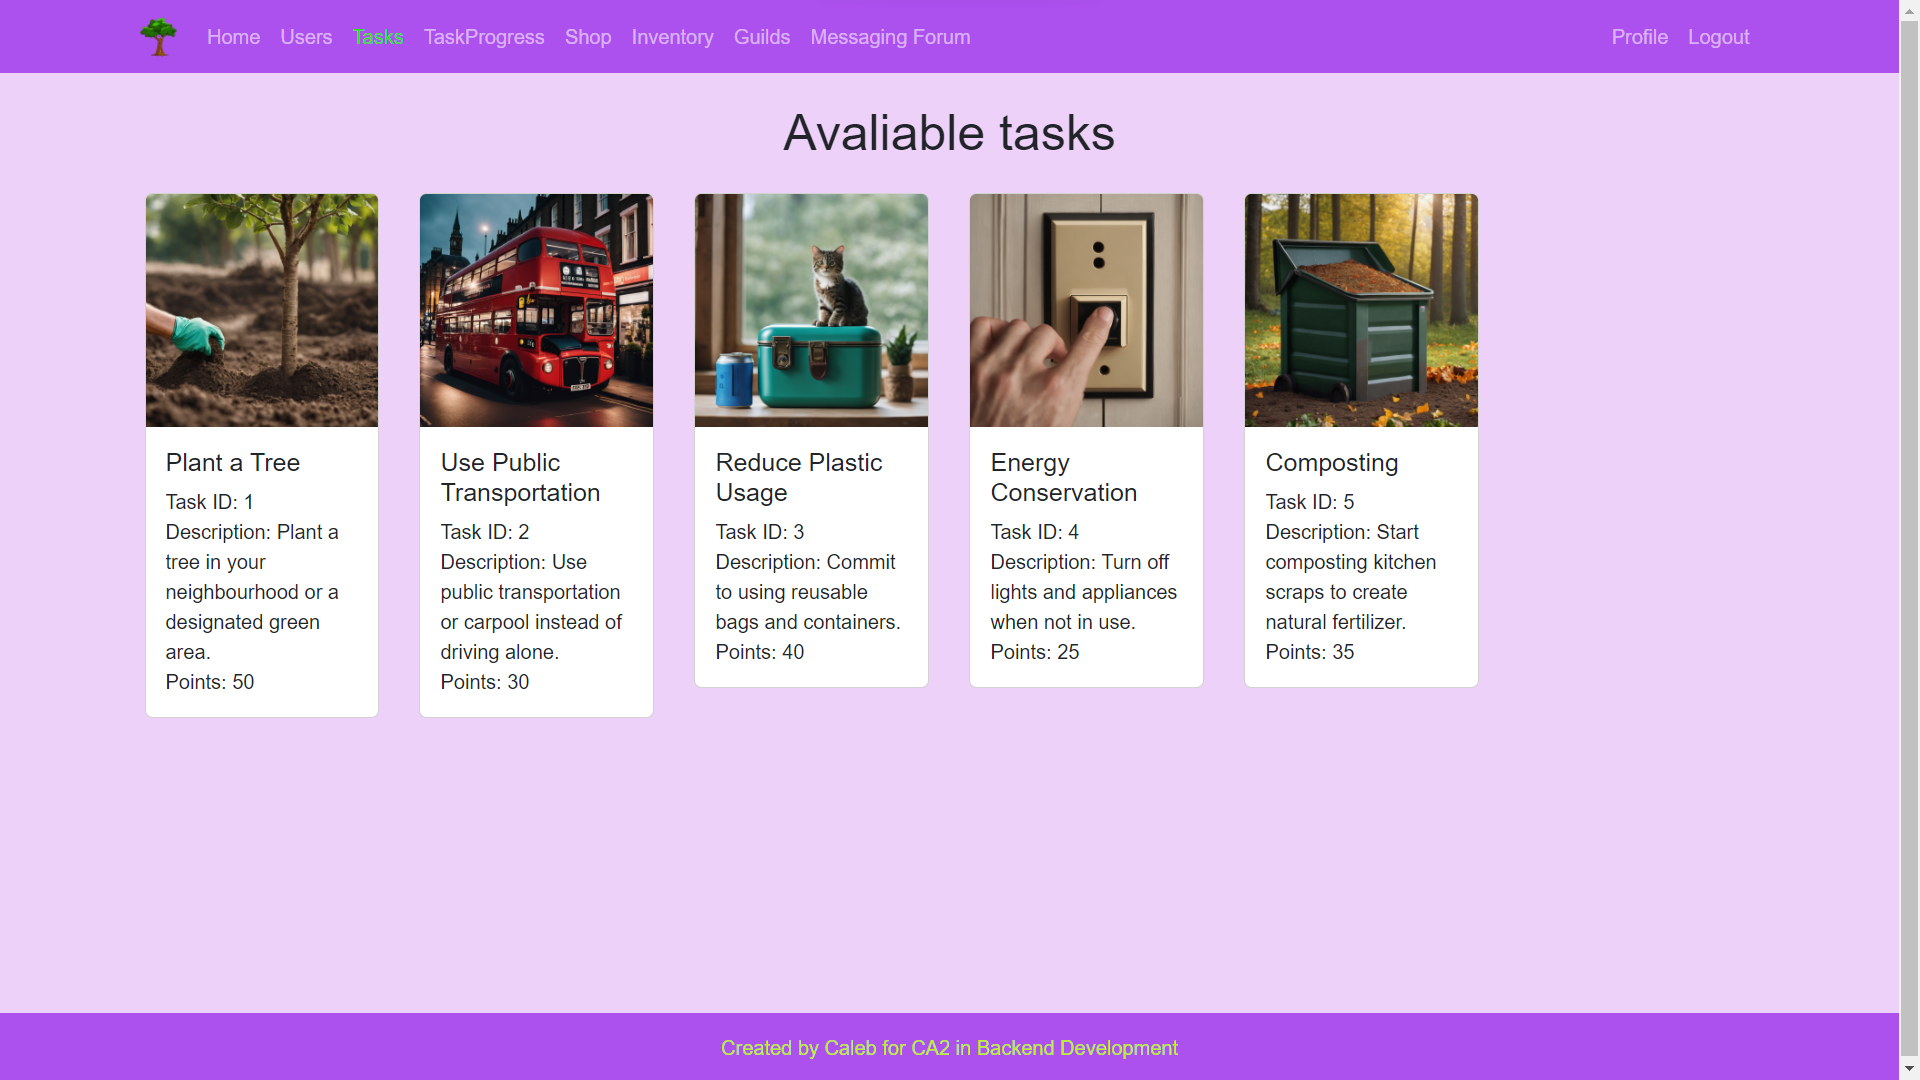 Home Users Tasks TaskProgress Shop Inventory Guilds Messaging Forum Profile Logout
Avaliable tasks
Plant a Tree
Task ID: 1
Description: Plant a
tree in your
neighbourhood or a
designated green
area.
Points: 50
Use Public
Transportation
Task ID: 2
Description: Use
public transportation
or carpool instead of
driving alone.
Points: 30
Reduce Plastic
Usage
Task ID: 3
Description: Commit
to using reusable
bags and containers.
Points: 40
Energy
Conservation
Task ID: 4
Description: Turn off
lights and appliances
when not in use.
Points: 25
Composting
Task ID: 5
Description: Start
composting kitchen
scraps to create
natural fertilizer.
Points: 35
Created by Caleb for CA2 in Backend Development